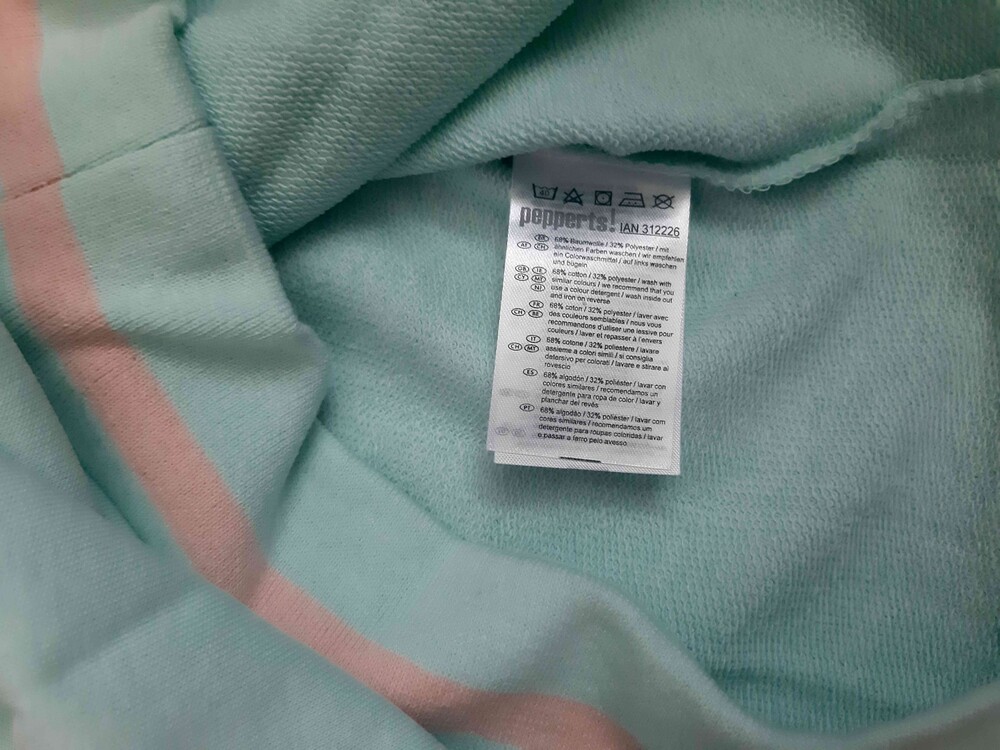 40
pepperts! IAN 312226
DE 68% Baumwolle / 32% Polyester / mit
AT CH ähnlichen Farben waschen / wir empfehlen
ein Colorwaschmittel / auf links waschen
und bügeln
GB IE 68% cotton / 32% polyester / wash with
CY MT similar colours / we recommend that you
NI use a colour detergent / wash inside out
and iron on reverse
FR 68% coton / 32% polyester / laver avec
CH BE des couleurs semblables / nous vous
recommandons d'utiliser une lessive pour
couleurs / laver et repasser à l'envers
IT 68% cotone / 32% poliestere / lavare
CH MT assieme a colori simili / si consiglia
detersivo per colorati / lavare e stirare al
rovescio
ES 68% algodón / 32% poliéster / lavar con
colores similares / recomendamos un
detergente para ropa de color / lavar y
planchar del revés
PT 68% algodão / 32% poliéster / lavar com
cores similares / recomendamos um
detergente para roupas coloridas / lavar
e passar a ferro pelo avesso